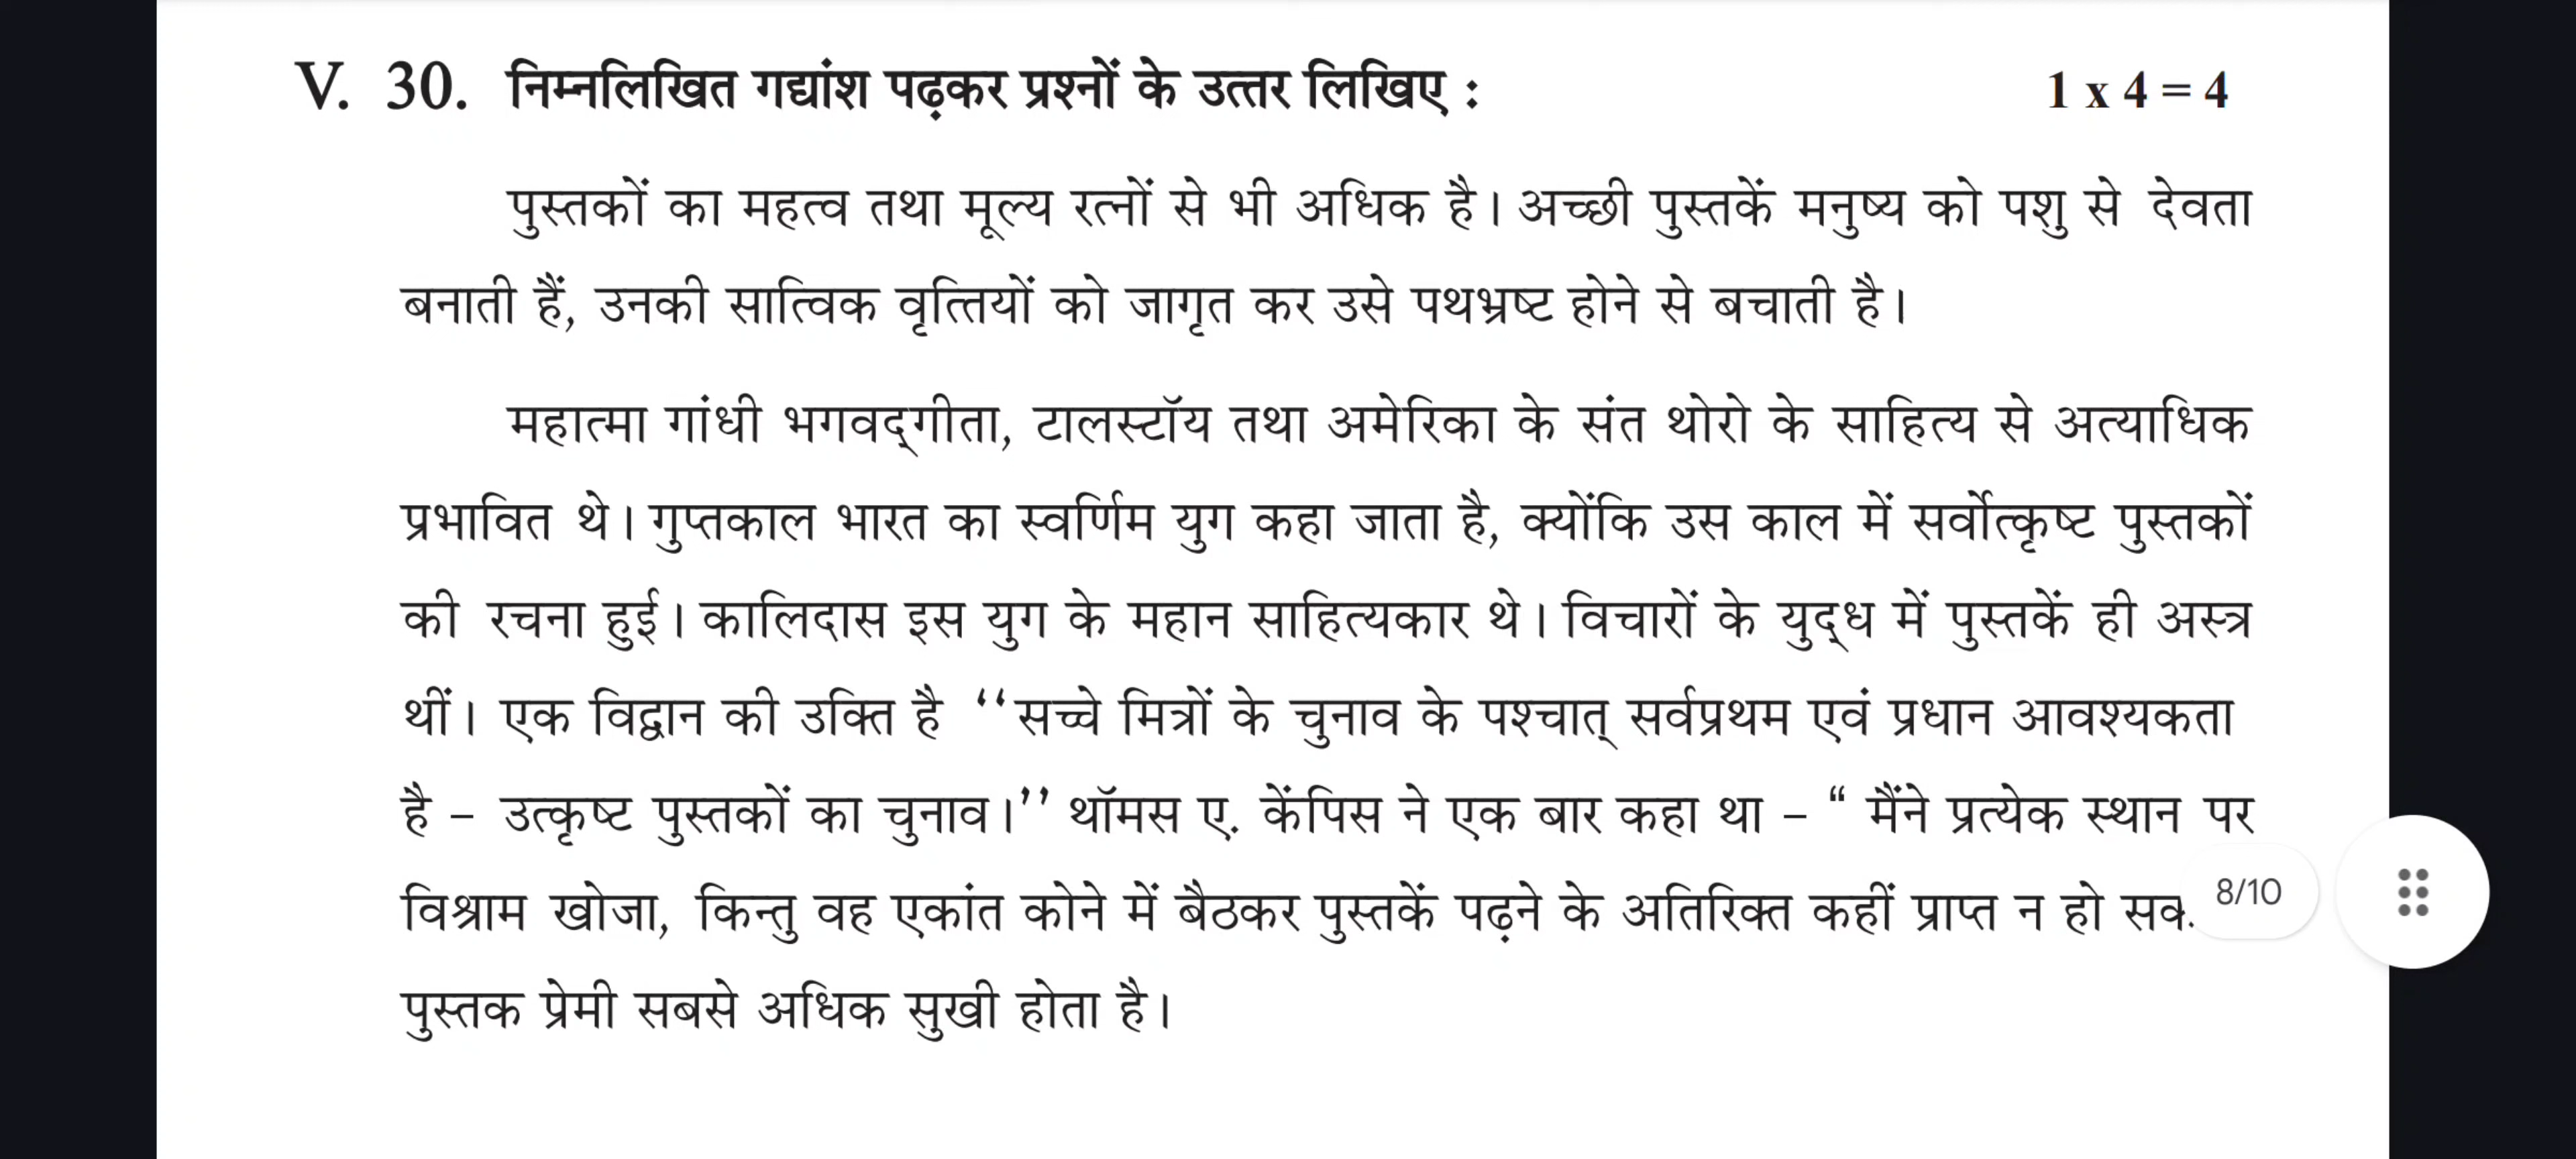 V. 30. निम्नलिखित गद्यांश पढ़कर प्रश्नों के उत्तर लिखिए : 1 x 4 = 4
पुस्तकों का महत्व तथा मूल्य रत्नों से भी अधिक है। अच्छी पुस्तकें मनुष्य को पशु से देवता
बनाती हैं, उनकी सात्विक वृत्तियों को जागृत कर उसे पथभ्रष्ट होने से बचाती है।
महात्मा गांधी भगवद्‌गीता, टालस्टॉय तथा अमेरिका के संत थोरो के साहित्य से अत्याधिक
प्रभावित थे। गुप्तकाल भारत का स्वर्णिम युग कहा जाता है, क्योंकि उस काल में सर्वोत्कृष्ट पुस्तकों
की रचना हुई। कालिदास इस युग के महान साहित्यकार थे। विचारों के युद्‌ध में पुस्तकें ही अस्त्र
थीं। एक विद्वान की उक्ति है ‘‘सच्चे मित्रों के चुनाव के पश्चात् सर्वप्रथम एवं प्रधान आवश्यकता
है – उत्कृष्ट पुस्तकों का चुनाव।’’ थॉमस ए. केंपिस ने एक बार कहा था – “ मैंने प्रत्येक स्थान पर
विश्राम खोजा, किन्तु वह एकांत कोने में बैठकर पुस्तकें पढ़ने के अतिरिक्त कहीं प्राप्त न हो
8/10
पुस्तक प्रेमी सबसे अधिक सुखी होता है।